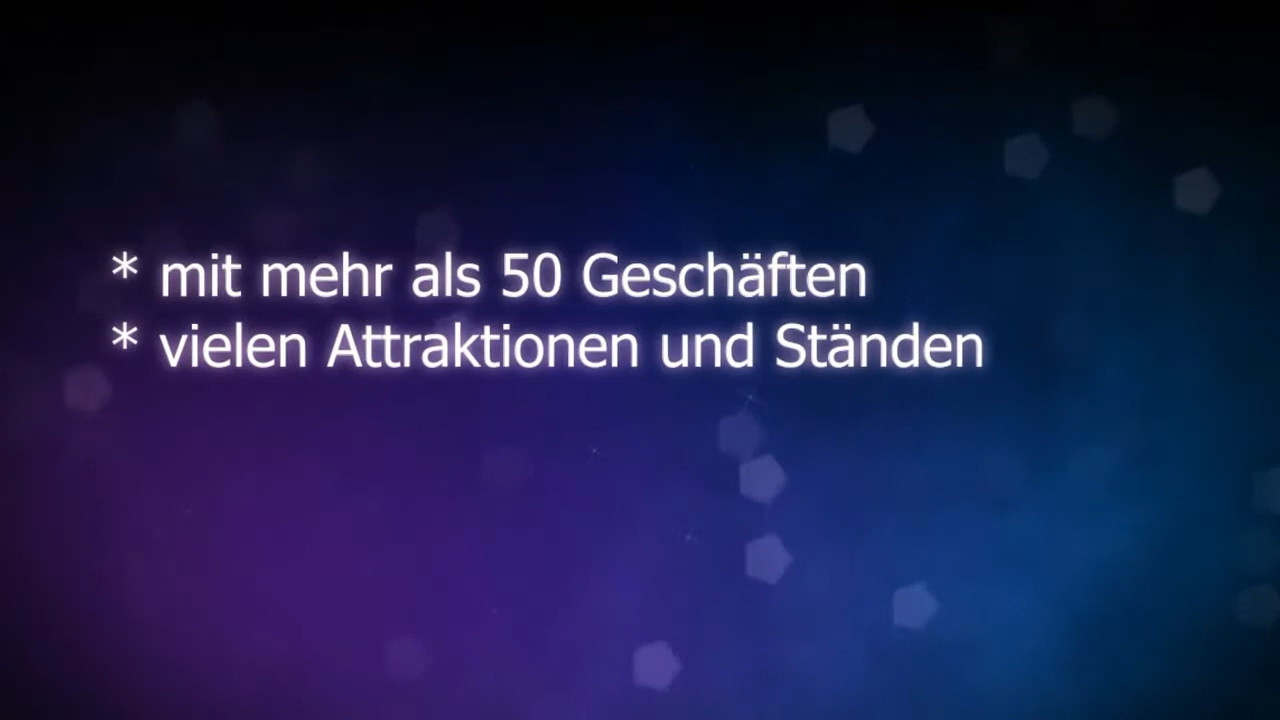 * mit mehr als 50 Geschäften
* vielen Attraktionen und Ständen